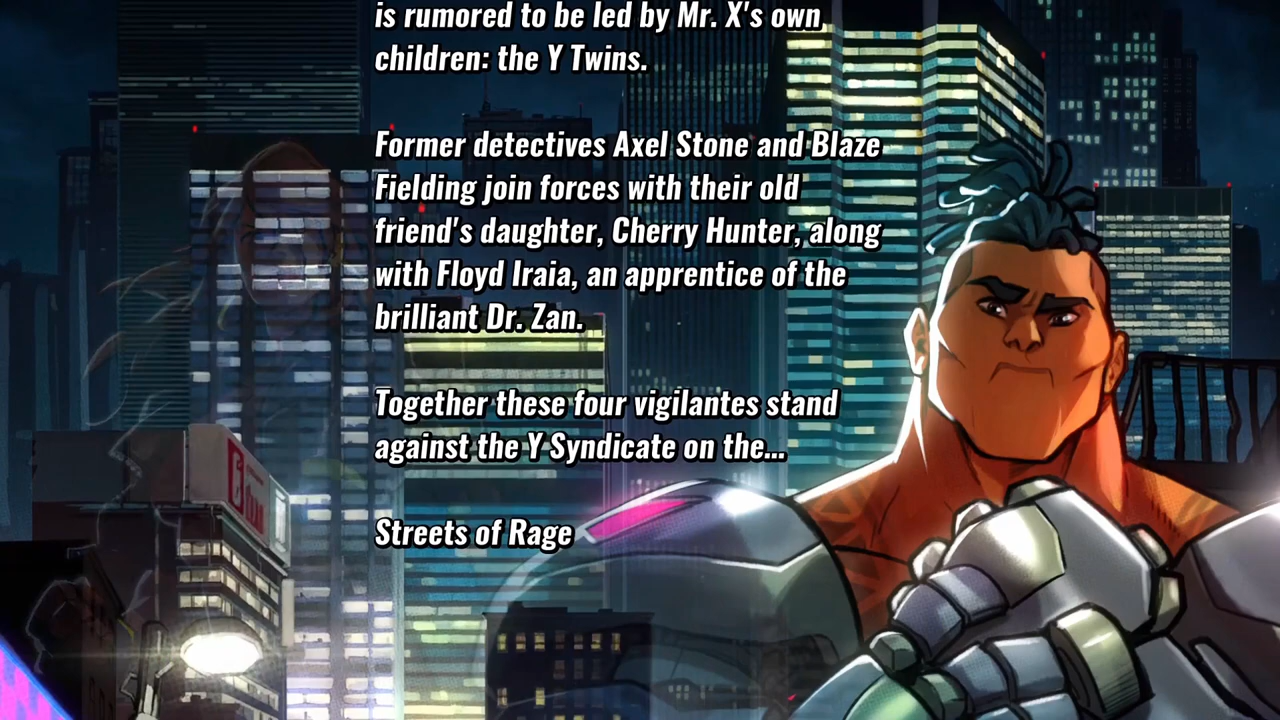 is rumored to be led by Mr. X's own
children: the Y Twins.
Former detectives Axel Stone and Blaze
Fielding join forces with their old
friend's daughter, Cherry Hunter, along
with Floyd Iraia, an apprentice of the
brilliant Dr. Zan.
Together these four vigilantes stand
against the Y Syndicate on the...
Streets of Rage